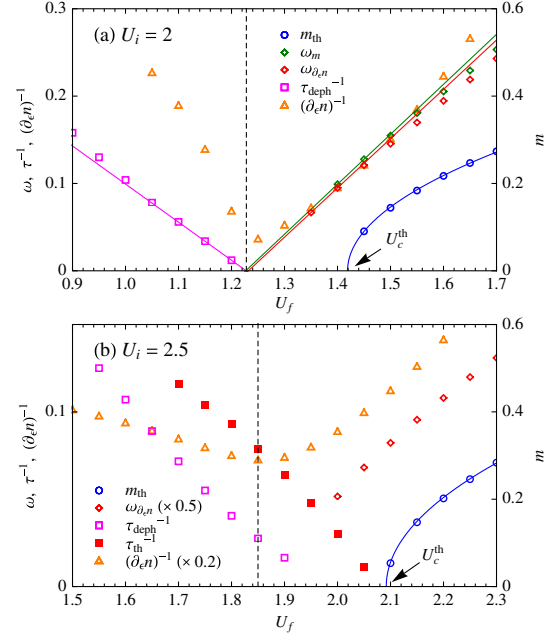 (a) U_i = 2
m_th
ω_m
ω_∂ϵn
τ_deph⁻¹
(∂_ϵn)⁻¹
U_c^th
0.3
0.2
0.1
0
ω, τ⁻¹, (∂_ϵn)⁻¹
0.6
0.4
0.2
0
m
0.9 1.0 1.1 1.2 1.3 1.4 1.5 1.6 1.7
U_f
(b) U_i = 2.5
m_th
ω_∂ϵn (× 0.5)
τ_deph⁻¹
τ_th⁻¹
(∂_ϵn)⁻¹ (× 0.2)
U_c^th
0.1
0
ω, τ⁻¹, (∂_ϵn)⁻¹
0.6
0.4
0.2
0
m
1.5 1.6 1.7 1.8 1.9 2.0 2.1 2.2 2.3
U_f